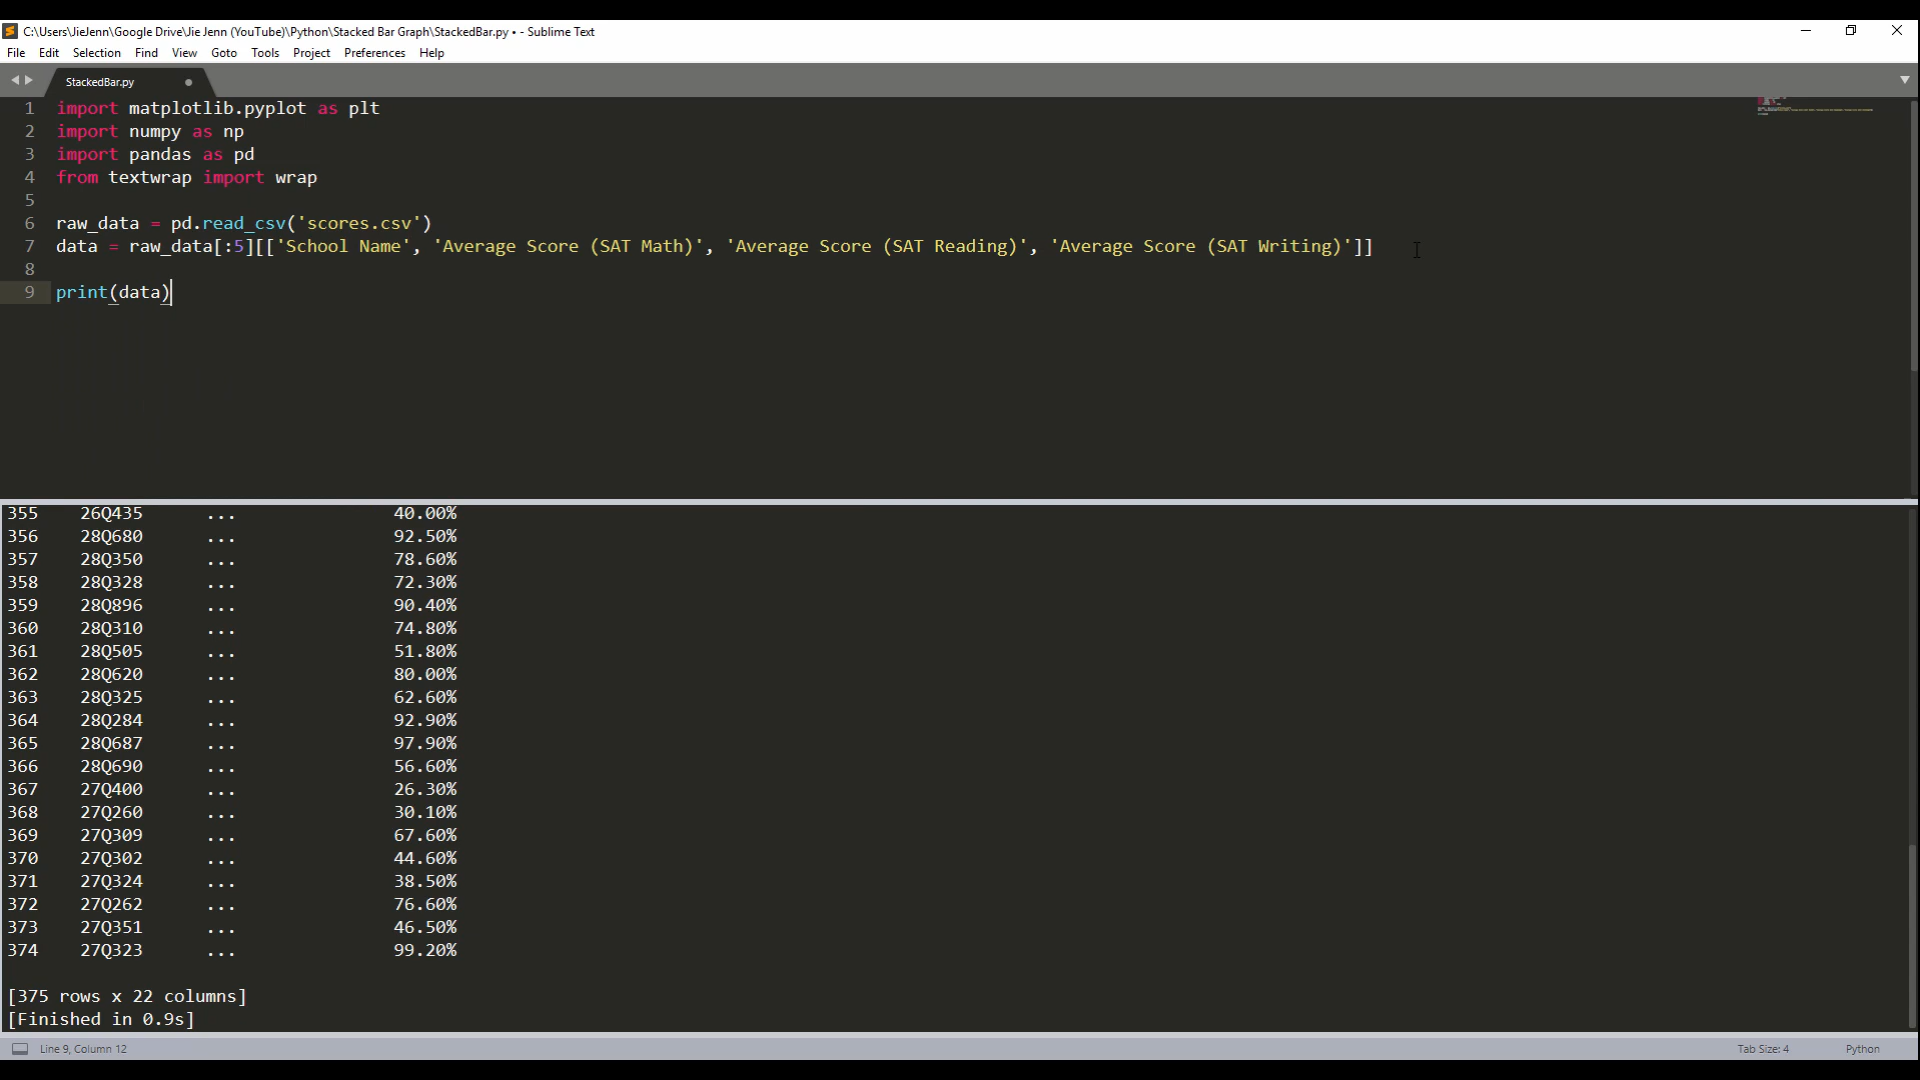 C:\Users\JieJenn\Google Drive\Jie Jenn (YouTube)\Python\Stacked Bar Graph\StackedBar.py • - Sublime Text
File Edit Selection Find View Goto Tools Project Preferences Help
StackedBar.py
1 import matplotlib.pyplot as plt
2 import numpy as np
3 import pandas as pd
4 from textwrap import wrap
5
6 raw_data = pd.read_csv('scores.csv')
7 data = raw_data[:5][['School Name', 'Average Score (SAT Math)', 'Average Score (SAT Reading)', 'Average Score (SAT Writing)']]
8
9 print(data)
355 26Q435 ... 40.00%
356 28Q680 ... 92.50%
357 28Q350 ... 78.60%
358 28Q328 ... 72.30%
359 28Q896 ... 90.40%
360 28Q310 ... 74.80%
361 28Q505 ... 51.80%
362 28Q620 ... 80.00%
363 28Q325 ... 62.60%
364 28Q284 ... 92.90%
365 28Q687 ... 97.90%
366 28Q690 ... 56.60%
367 27Q400 ... 26.30%
368 27Q260 ... 30.10%
369 27Q309 ... 67.60%
370 27Q302 ... 44.60%
371 27Q324 ... 38.50%
372 27Q262 ... 76.60%
373 27Q351 ... 46.50%
374 27Q323 ... 99.20%
[375 rows x 22 columns]
[Finished in 0.9s]
Line 9, Column 12 Tab Size: 4 Python